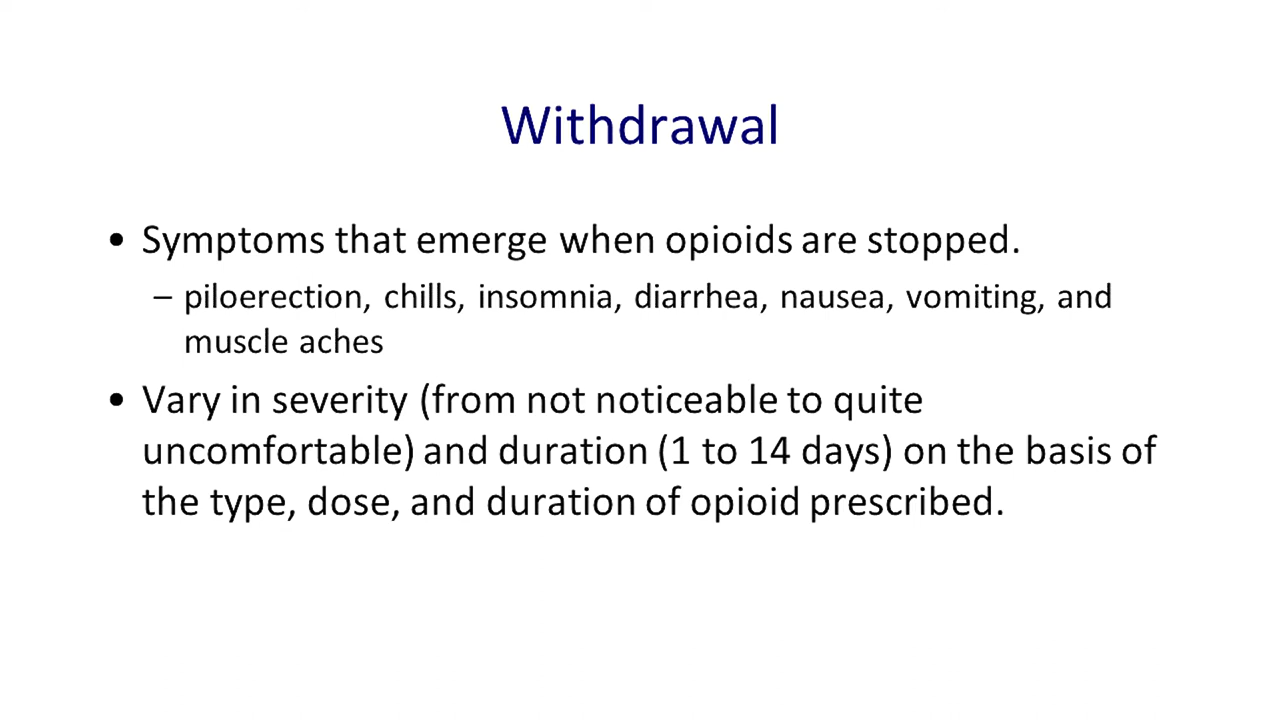 Withdrawal
• Symptoms that emerge when opioids are stopped.
– piloerection, chills, insomnia, diarrhea, nausea, vomiting, and
muscle aches
• Vary in severity (from not noticeable to quite
uncomfortable) and duration (1 to 14 days) on the basis of
the type, dose, and duration of opioid prescribed.